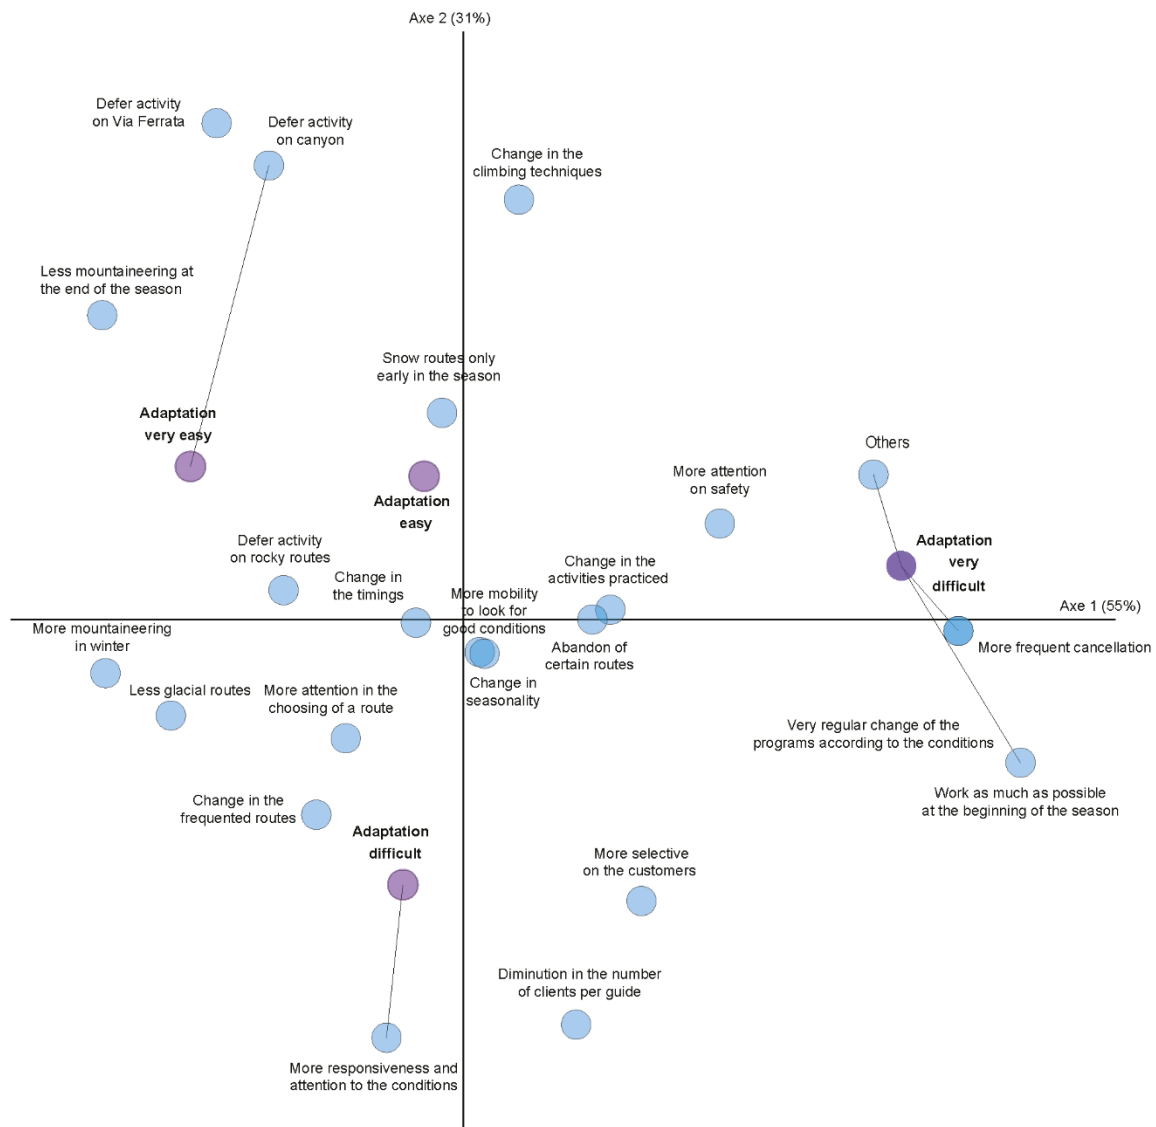 Axe 2 (31%)
Defer activity
on Via Ferrata
Defer activity
on canyon
Change in the
climbing techniques
Less mountaineering at
the end of the season
Snow routes only
early in the season
Adaptation
very easy
Adaptation
easy
Others
More attention
on safety
Adaptation
very
difficult
Defer activity
on rocky routes
Change in
the timings
Change in the
activities practiced
More mobility
to look for
good conditions
Axe 1 (55%)
More mountaineering
in winter
Abandon of
certain routes
More frequent cancellation
Less glacial routes
More attention in the
choosing of a route
Change in
seasonality
Very regular change of the
programs according to the conditions
Work as much as possible
at the beginning of the season
Change in the
frequented routes
Adaptation
difficult
More selective
on the customers
Diminution in the number
of clients per guide
More responsiveness and
attention to the conditions